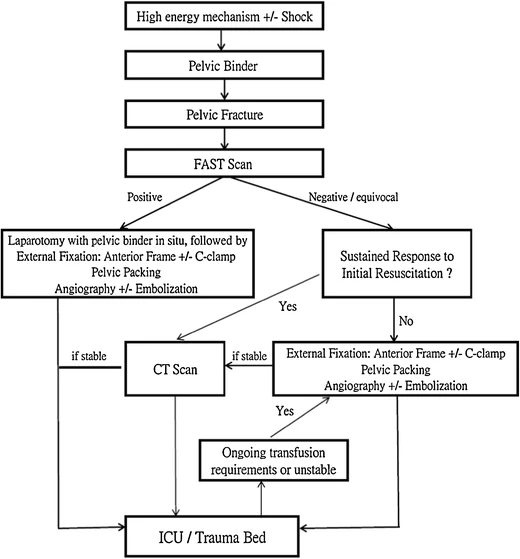 High energy mechanism +/- Shock
Pelvic Binder
Pelvic Fracture
FAST Scan
Positive
Negative / equivocal
Laparotomy with pelvic binder in situ, followed by
External Fixation: Anterior Frame +/- C-clamp
Pelvic Packing
Angiography +/- Embolization
Sustained Response to
Initial Resuscitation ?
Yes
No
if stable
CT Scan
if stable
External Fixation: Anterior Frame +/- C-clamp
Pelvic Packing
Angiography +/- Embolization
Yes
Ongoing transfusion
requirements or unstable
ICU / Trauma Bed